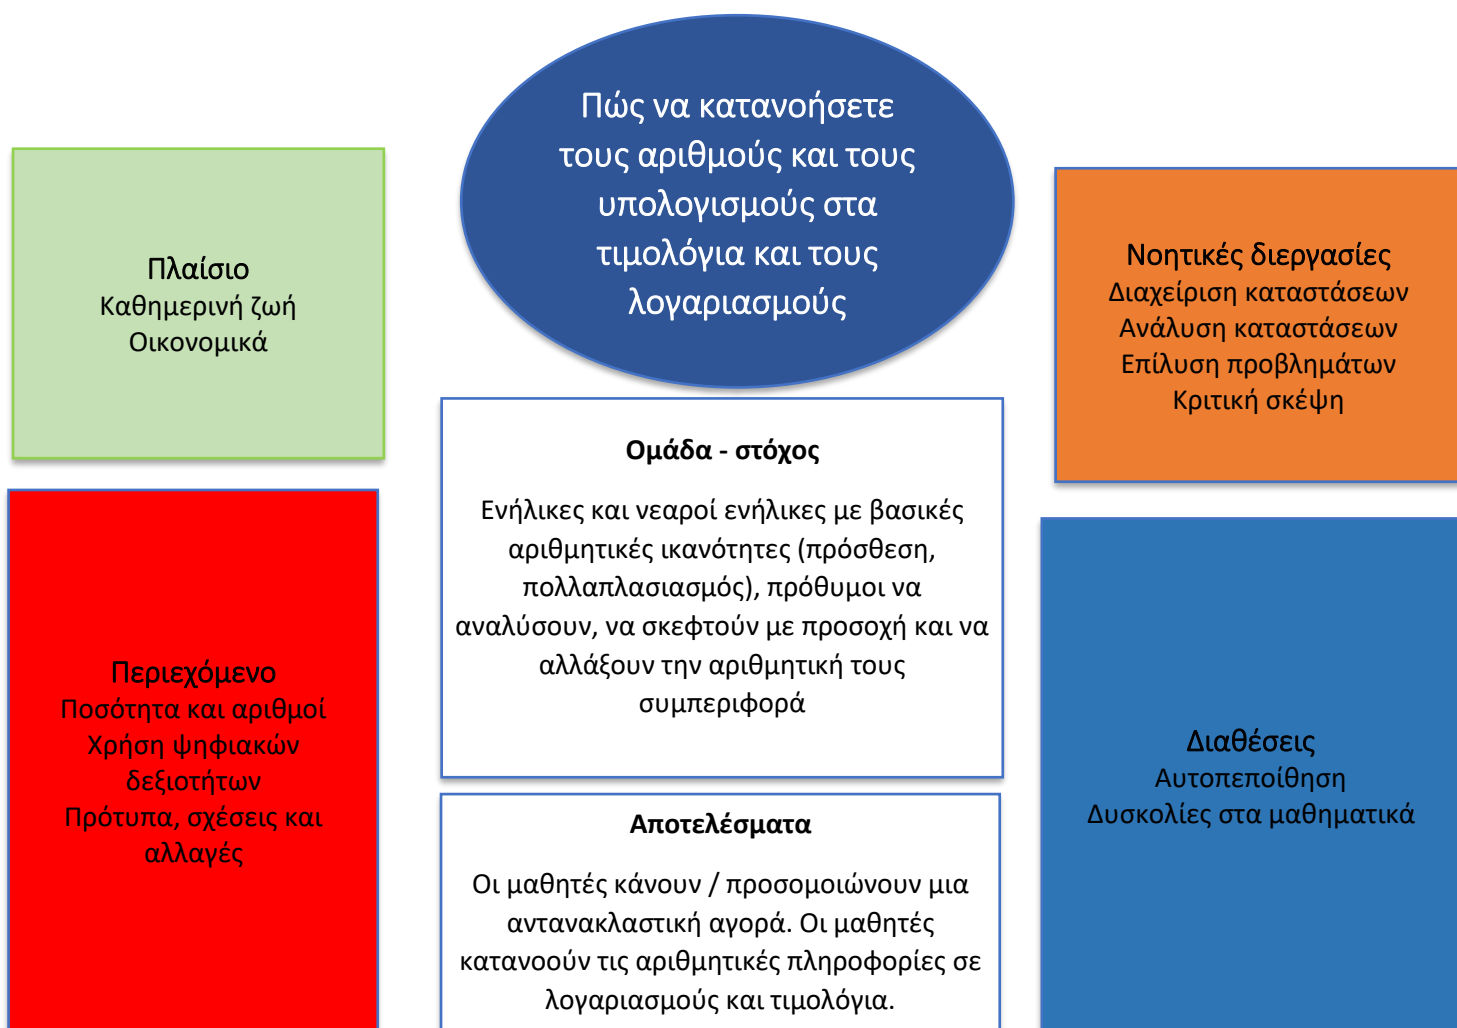 Πώς να κατανοήσετε
τους αριθμούς και τους
υπολογισμούς στα
τιμολόγια και τους
λογαριασμούς
Πλαίσιο
Καθημερινή ζωή
Οικονομικά
Νοητικές διεργασίες
Διαχείριση καταστάσεων
Ανάλυση καταστάσεων
Επίλυση προβλημάτων
Κριτική σκέψη
Ομάδα - στόχος
Ενήλικες και νεαροί ενήλικες με βασικές
αριθμητικές ικανότητες (πρόσθεση,
πολλαπλασιασμός), πρόθυμοι να
αναλύσουν, να σκεφτούν με προσοχή και να
αλλάξουν την αριθμητική τους
συμπεριφορά
Περιεχόμενο
Ποσότητα και αριθμοί
Χρήση ψηφιακών
δεξιοτήτων
Πρότυπα, σχέσεις και
αλλαγές
Διαθέσεις
Αυτοπεποίθηση
Δυσκολίες στα μαθηματικά
Αποτελέσματα
Οι μαθητές κάνουν / προσομοιώνουν μια
αντανακλαστική αγορά. Οι μαθητές
κατανοούν τις αριθμητικές πληροφορίες σε
λογαριασμούς και τιμολόγια.